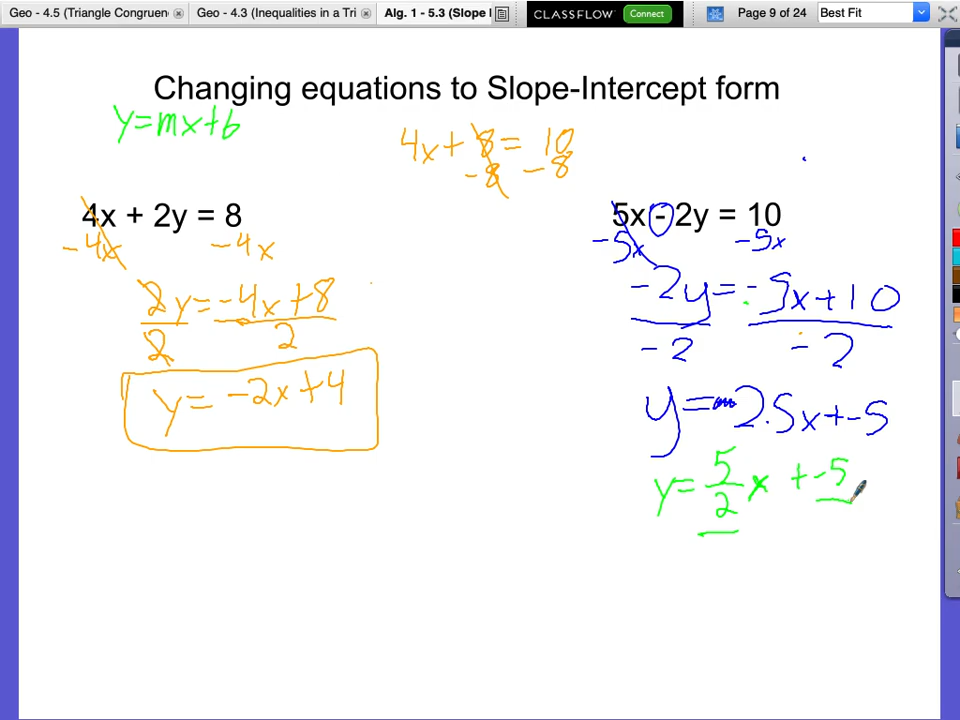 Geo - 4.5 (Triangle Congruen
Geo - 4.3 (Inequalities in a Tri
Alg. 1 - 5.3 (Slope I
CLASSFLOW
Connect
Page 9 of 24
Best Fit
Changing equations to Slope-Intercept form
y=mx+b
4x + 8 = 10
-8 -8
4x + 2y = 8
-4x -4x
2y = -4x + 8
2 2
y = -2x + 4
5x - 2y = 10
-5x -5x
-2y = -5x + 10
-2 -2
y = 2.5x + -5
y = 5/2 x + -5